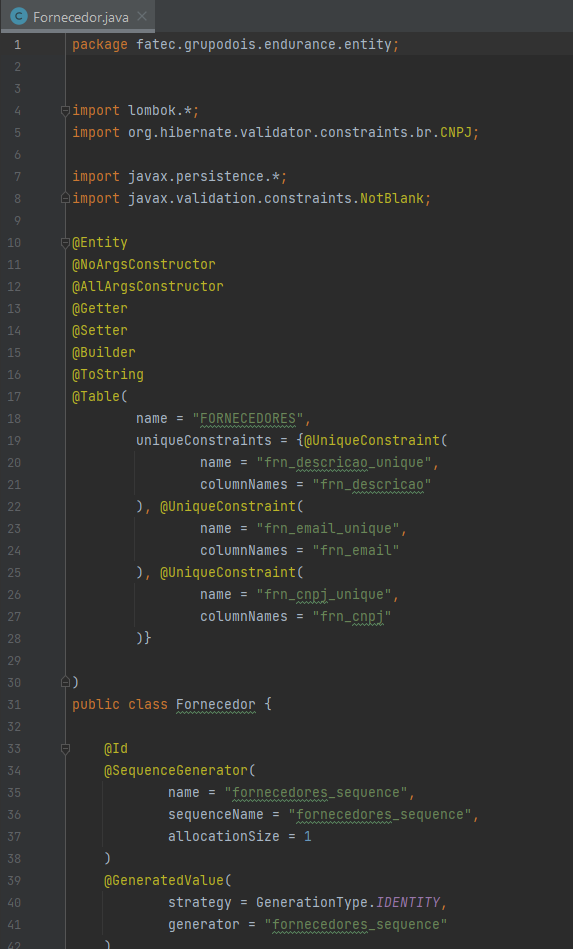 Fornecedor.java
1 package fatec.grupodois.endurance.entity;
2
3
4 import lombok.*;
5 import org.hibernate.validator.constraints.br.CNPJ;
6
7 import javax.persistence.*;
8 import javax.validation.constraints.NotBlank;
9
10 @Entity
11 @NoArgsConstructor
12 @AllArgsConstructor
13 @Getter
14 @Setter
15 @Builder
16 @ToString
17 @Table(
18         name = "FORNECEDORES",
19         uniqueConstraints = {@UniqueConstraint(
20                 name = "frn_descricao_unique",
21                 columnNames = "frn_descricao"
22         ), @UniqueConstraint(
23                 name = "frn_email_unique",
24                 columnNames = "frn_email"
25         ), @UniqueConstraint(
26                 name = "frn_cnpj_unique",
27                 columnNames = "frn_cnpj"
28         )}
29
30 )
31 public class Fornecedor {
32
33     @Id
34     @SequenceGenerator(
35             name = "fornecedores_sequence",
36             sequenceName = "fornecedores_sequence",
37             allocationSize = 1
38     )
39     @GeneratedValue(
40             strategy = GenerationType.IDENTITY,
41             generator = "fornecedores_sequence"
42     )